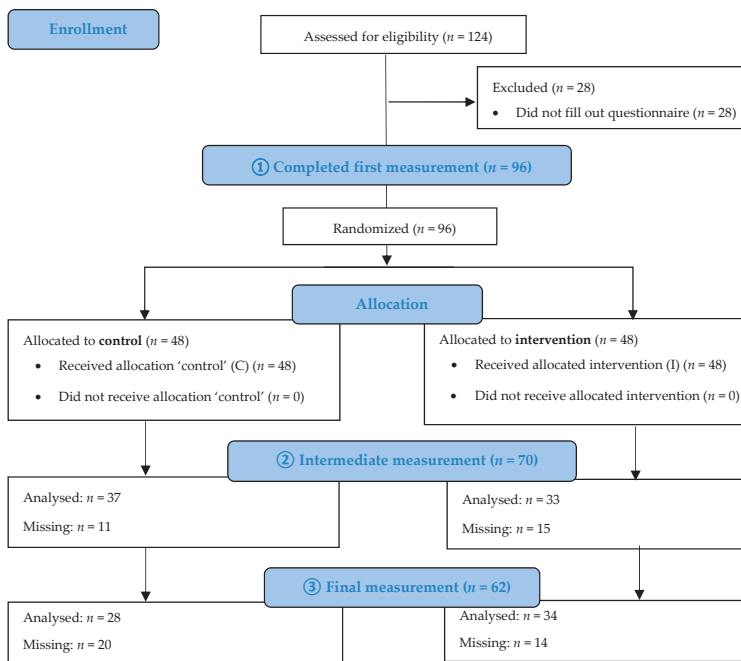 Enrollment
Assessed for eligibility (n = 124)
Excluded (n = 28)
• Did not fill out questionnaire (n = 28)
① Completed first measurement (n = 96)
Randomized (n = 96)
Allocation
Allocated to control (n = 48)
• Received allocation ‘control’ (C) (n = 48)
• Did not receive allocation ‘control’ (n = 0)
Allocated to intervention (n = 48)
• Received allocated intervention (I) (n = 48)
• Did not receive allocated intervention (n = 0)
② Intermediate measurement (n = 70)
Analysed: n = 37
Missing: n = 11
Analysed: n = 33
Missing: n = 15
③ Final measurement (n = 62)
Analysed: n = 28
Missing: n = 20
Analysed: n = 34
Missing: n = 14